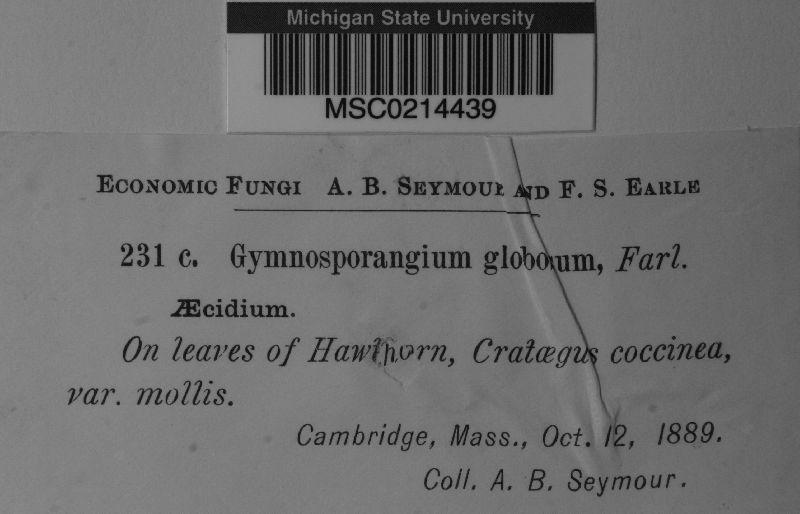 Michigan State University
MSC0214439
ECONOMIC FUNGI A. B. SEYMOUR AND F. S. EARLE
231 c. Gymnosporangium globosum, Farl.
Æcidium.
On leaves of Hawthorn, Cratægus coccinea,
var. mollis.
Cambridge, Mass., Oct. 12, 1889.
Coll. A. B. Seymour.